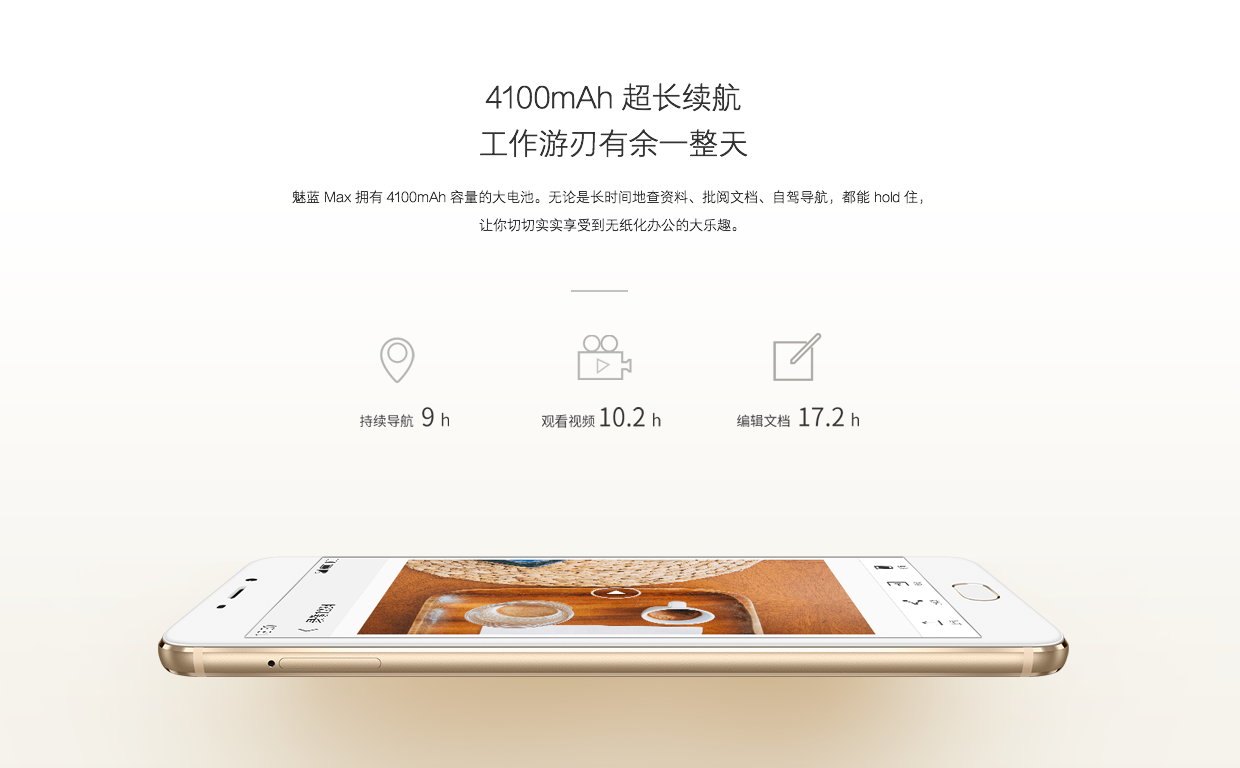 4100mAh 超长续航
工作游刃有余一整天
魅蓝 Max 拥有 4100mAh 容量的大电池。无论是长时间地查资料、批阅文档、自驾导航，都能 hold 住，
让你切切实实享受到无纸化办公的大乐趣。
持续导航 9 h
观看视频 10.2 h
编辑文档 17.2 h